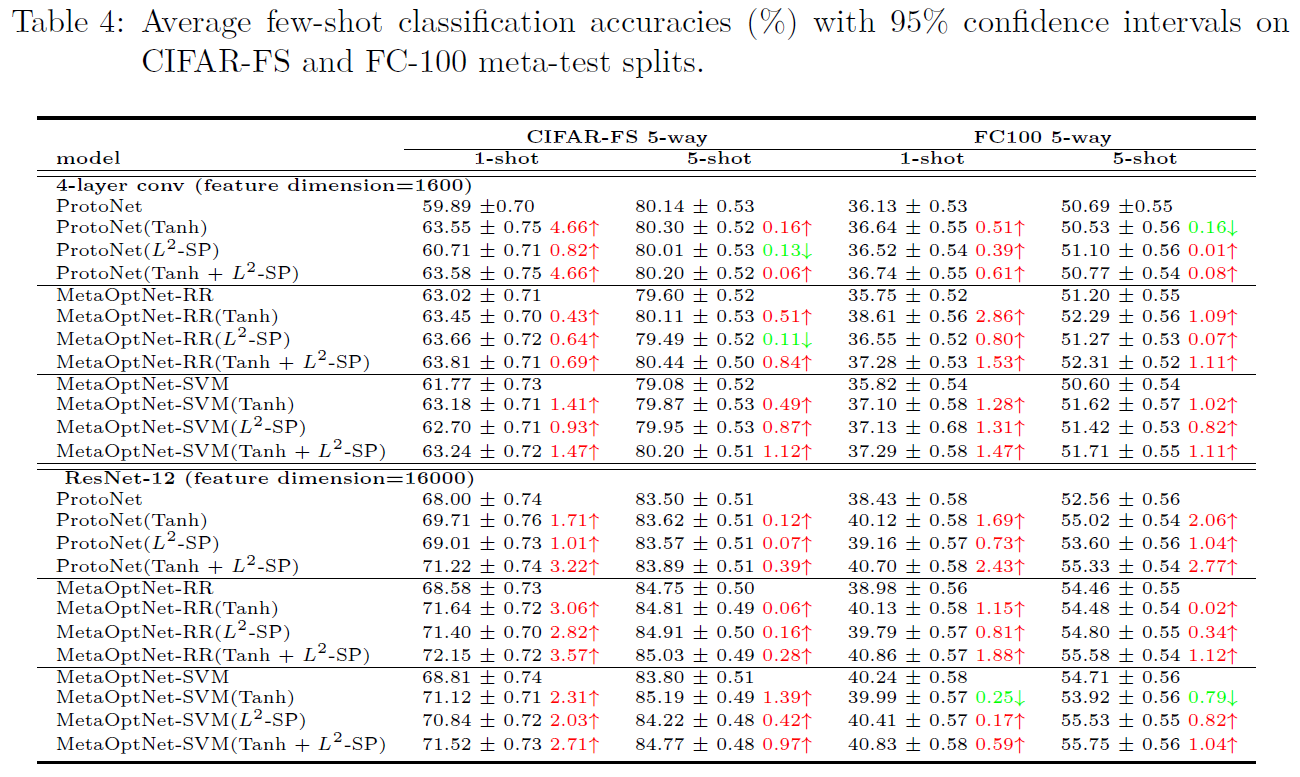 Table 4: Average few-shot classification accuracies (%) with 95% confidence intervals on
CIFAR-FS and FC-100 meta-test splits.
CIFAR-FS 5-way FC100 5-way
model 1-shot 5-shot 1-shot 5-shot
4-layer conv (feature dimension=1600)
ProtoNet 59.89 ±0.70 80.14 ± 0.53 36.13 ± 0.53 50.69 ±0.55
ProtoNet(Tanh) 63.55 ± 0.75 4.66↑ 80.30 ± 0.52 0.16↑ 36.64 ± 0.55 0.51↑ 50.53 ± 0.56 0.16↓
ProtoNet(L²-SP) 60.71 ± 0.71 0.82↑ 80.01 ± 0.53 0.13↓ 36.52 ± 0.54 0.39↑ 51.10 ± 0.56 0.01↑
ProtoNet(Tanh + L²-SP) 63.58 ± 0.75 4.66↑ 80.20 ± 0.52 0.06↑ 36.74 ± 0.55 0.61↑ 50.77 ± 0.54 0.08↑
MetaOptNet-RR 63.02 ± 0.71 79.60 ± 0.52 35.75 ± 0.52 51.20 ± 0.55
MetaOptNet-RR(Tanh) 63.45 ± 0.70 0.43↑ 80.11 ± 0.53 0.51↑ 38.61 ± 0.56 2.86↑ 52.29 ± 0.56 1.09↑
MetaOptNet-RR(L²-SP) 63.66 ± 0.72 0.64↑ 79.49 ± 0.52 0.11↓ 36.55 ± 0.52 0.80↑ 51.27 ± 0.53 0.07↑
MetaOptNet-RR(Tanh + L²-SP) 63.81 ± 0.71 0.69↑ 80.44 ± 0.50 0.84↑ 37.28 ± 0.53 1.53↑ 52.31 ± 0.52 1.11↑
MetaOptNet-SVM 61.77 ± 0.73 79.08 ± 0.52 35.82 ± 0.54 50.60 ± 0.54
MetaOptNet-SVM(Tanh) 63.18 ± 0.71 1.41↑ 79.87 ± 0.53 0.49↑ 37.10 ± 0.58 1.28↑ 51.62 ± 0.57 1.02↑
MetaOptNet-SVM(L²-SP) 62.70 ± 0.71 0.93↑ 79.95 ± 0.53 0.87↑ 37.13 ± 0.68 1.31↑ 51.42 ± 0.53 0.82↑
MetaOptNet-SVM(Tanh + L²-SP) 63.24 ± 0.72 1.47↑ 80.20 ± 0.51 1.12↑ 37.29 ± 0.58 1.47↑ 51.71 ± 0.55 1.11↑
ResNet-12 (feature dimension=16000)
ProtoNet 68.00 ± 0.74 83.50 ± 0.51 38.43 ± 0.58 52.56 ± 0.56
ProtoNet(Tanh) 69.71 ± 0.76 1.71↑ 83.62 ± 0.51 0.12↑ 40.12 ± 0.58 1.69↑ 55.02 ± 0.54 2.06↑
ProtoNet(L²-SP) 69.01 ± 0.73 1.01↑ 83.57 ± 0.51 0.07↑ 39.16 ± 0.57 0.73↑ 53.60 ± 0.56 1.04↑
ProtoNet(Tanh + L²-SP) 71.22 ± 0.74 3.22↑ 83.89 ± 0.51 0.39↑ 40.70 ± 0.58 2.43↑ 55.33 ± 0.54 2.77↑
MetaOptNet-RR 68.58 ± 0.73 84.75 ± 0.50 38.98 ± 0.56 54.46 ± 0.55
MetaOptNet-RR(Tanh) 71.64 ± 0.72 3.06↑ 84.81 ± 0.49 0.06↑ 40.13 ± 0.58 1.15↑ 54.48 ± 0.54 0.02↑
MetaOptNet-RR(L²-SP) 71.40 ± 0.70 2.82↑ 84.91 ± 0.50 0.16↑ 39.79 ± 0.57 0.81↑ 54.80 ± 0.55 0.34↑
MetaOptNet-RR(Tanh + L²-SP) 72.15 ± 0.72 3.57↑ 85.03 ± 0.49 0.28↑ 40.86 ± 0.57 1.88↑ 55.58 ± 0.54 1.12↑
MetaOptNet-SVM 68.81 ± 0.74 83.80 ± 0.51 40.24 ± 0.58 54.71 ± 0.56
MetaOptNet-SVM(Tanh) 71.12 ± 0.71 2.31↑ 85.19 ± 0.49 1.39↑ 39.99 ± 0.57 0.25↓ 53.92 ± 0.56 0.79↓
MetaOptNet-SVM(L²-SP) 70.84 ± 0.72 2.03↑ 84.22 ± 0.48 0.42↑ 40.41 ± 0.57 0.17↑ 55.53 ± 0.55 0.82↑
MetaOptNet-SVM(Tanh + L²-SP) 71.52 ± 0.73 2.71↑ 84.77 ± 0.48 0.97↑ 40.83 ± 0.58 0.59↑ 55.75 ± 0.56 1.04↑